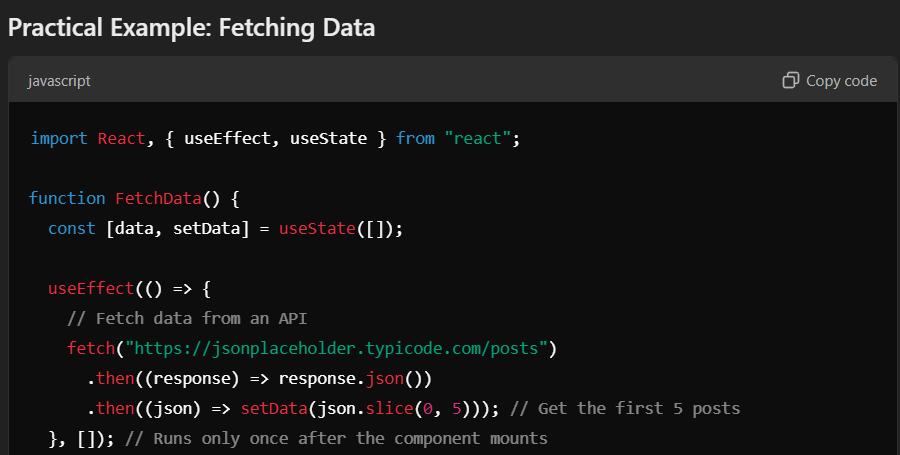 Practical Example: Fetching Data
javascript
Copy code
import React, { useEffect, useState } from "react";
function FetchData() {
const [data, setData] = useState([]);
useEffect(() => {
// Fetch data from an API
fetch("https://jsonplaceholder.typicode.com/posts")
.then((response) => response.json())
.then((json) => setData(json.slice(0, 5))); // Get the first 5 posts
}, []); // Runs only once after the component mounts